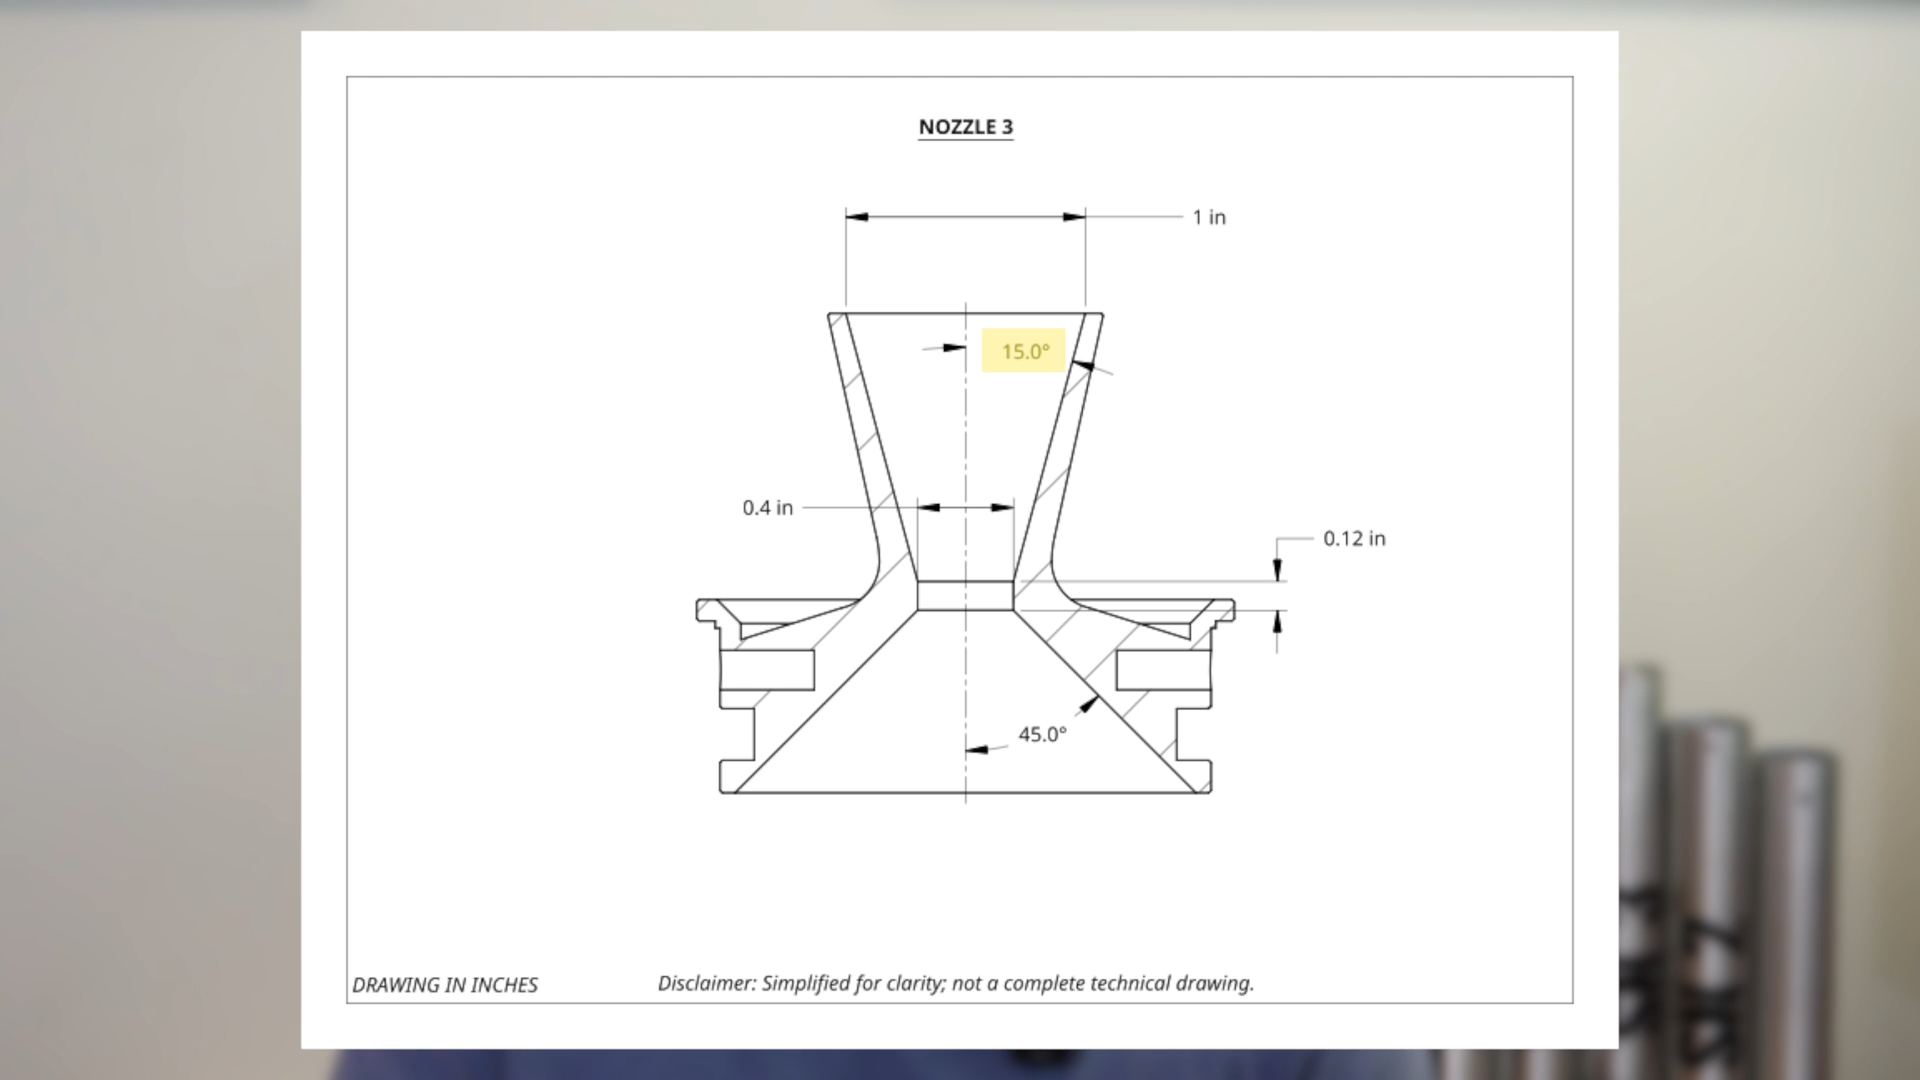 NOZZLE 3
1 in
15.0°
0.4 in
0.12 in
45.0°
DRAWING IN INCHES
Disclaimer: Simplified for clarity; not a complete technical drawing.